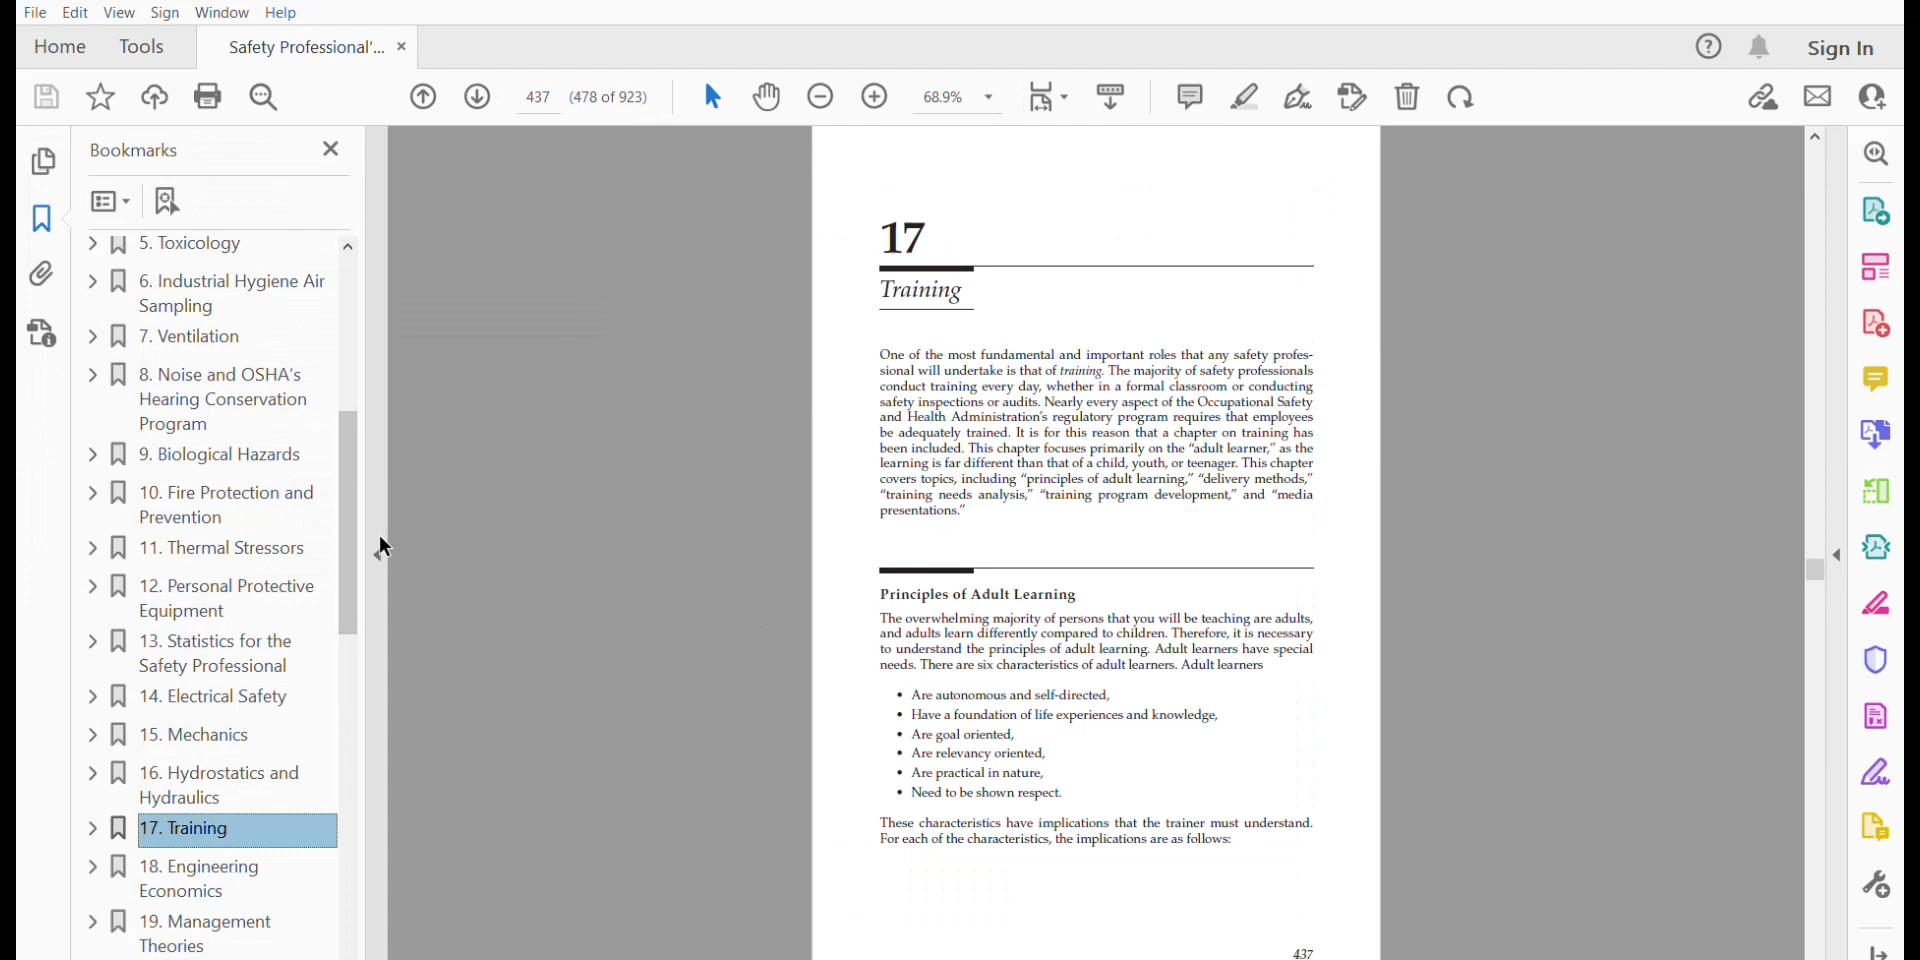 File Edit View Sign Window Help
Home Tools Safety Professional'... × Sign In
437 (478 of 923) 68.9%
Bookmarks
5. Toxicology
6. Industrial Hygiene Air
Sampling
7. Ventilation
8. Noise and OSHA's
Hearing Conservation
Program
9. Biological Hazards
10. Fire Protection and
Prevention
11. Thermal Stressors
12. Personal Protective
Equipment
13. Statistics for the
Safety Professional
14. Electrical Safety
15. Mechanics
16. Hydrostatics and
Hydraulics
17. Training
18. Engineering
Economics
19. Management
Theories
17
Training
One of the most fundamental and important roles that any safety profes-
sional will undertake is that of training. The majority of safety professionals
conduct training every day, whether in a formal classroom or conducting
safety inspections or audits. Nearly every aspect of the Occupational Safety
and Health Administration's regulatory program requires that employees
be adequately trained. It is for this reason that a chapter on training has
been included. This chapter focuses primarily on the "adult learner," as the
learning is far different than that of a child, youth, or teenager. This chapter
covers topics, including "principles of adult learning," "delivery methods,"
"training needs analysis," "training program development," and "media
presentations."
Principles of Adult Learning
The overwhelming majority of persons that you will be teaching are adults,
and adults learn differently compared to children. Therefore, it is necessary
to understand the principles of adult learning. Adult learners have special
needs. There are six characteristics of adult learners. Adult learners
• Are autonomous and self-directed,
• Have a foundation of life experiences and knowledge,
• Are goal oriented,
• Are relevancy oriented,
• Are practical in nature,
• Need to be shown respect.
These characteristics have implications that the trainer must understand.
For each of the characteristics, the implications are as follows:
437